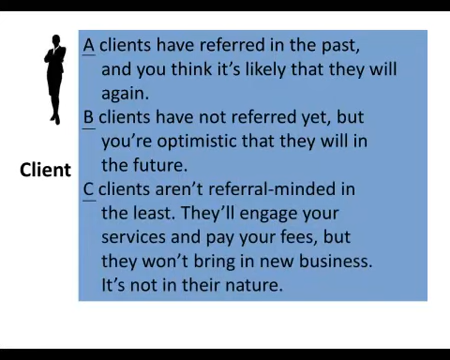 A clients have referred in the past,
and you think it's likely that they will
again.
B clients have not referred yet, but
you're optimistic that they will in
the future.
Client
C clients aren't referral-minded in
the least. They'll engage your
services and pay your fees, but
they won't bring in new business.
It's not in their nature.